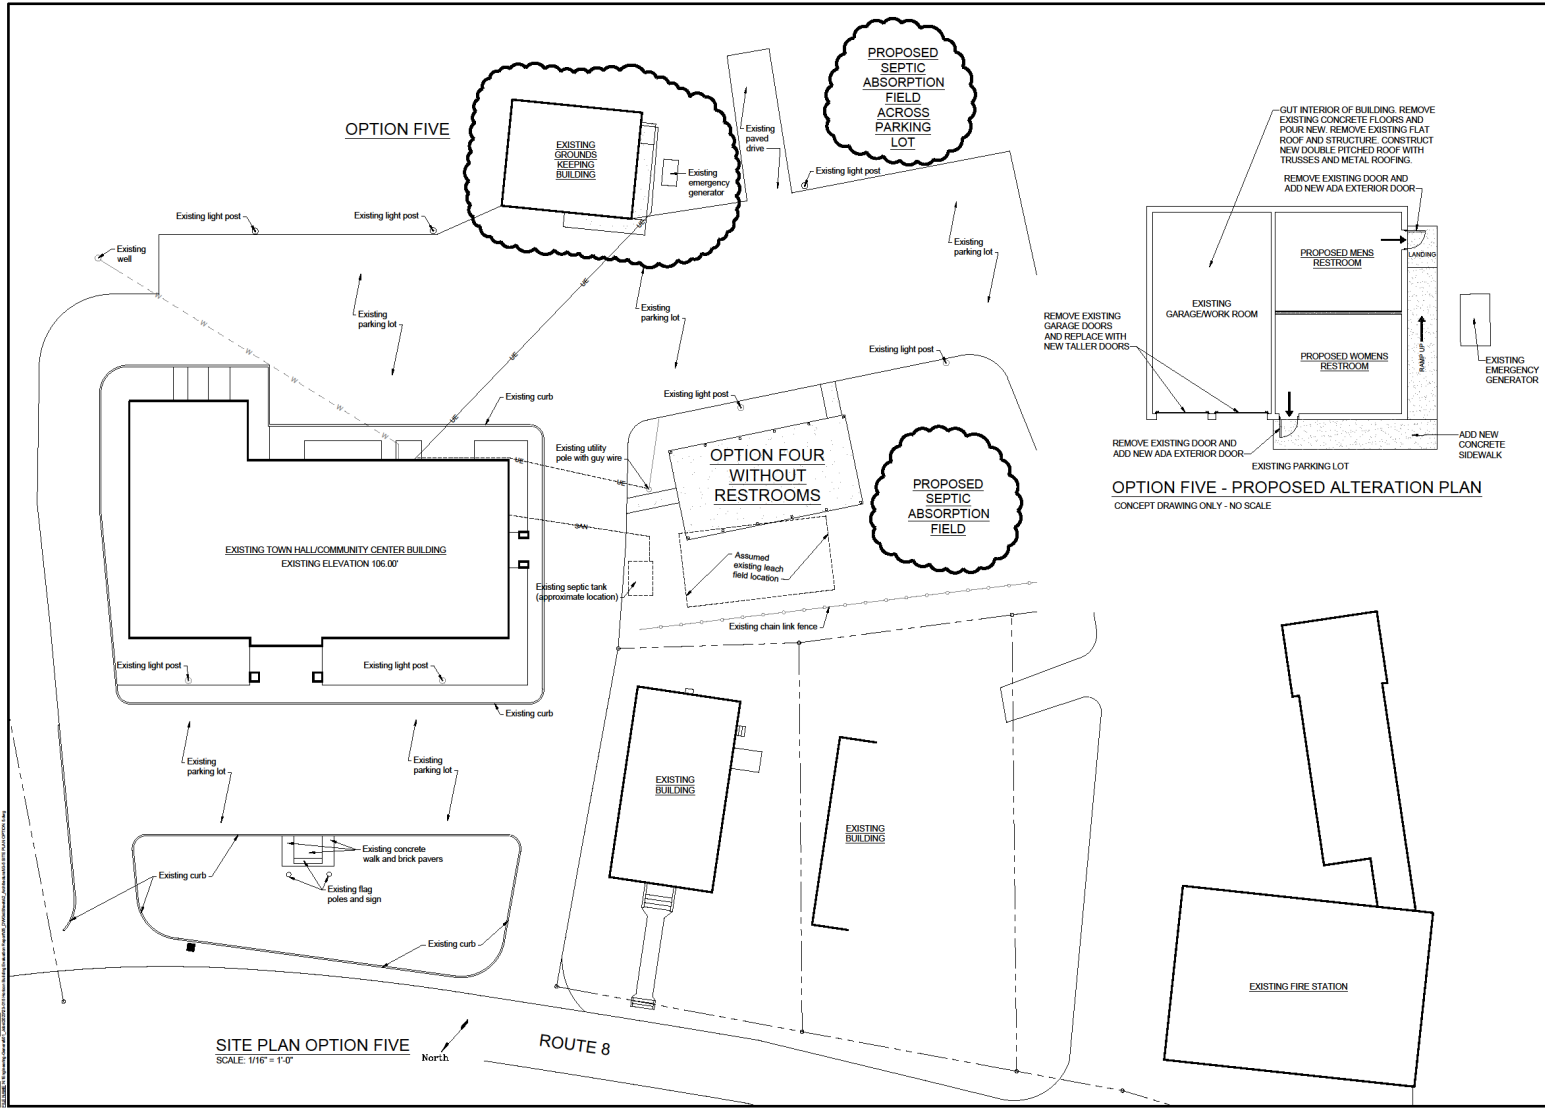 OPTION FIVE
EXISTING
GROUNDS
KEEPING
BUILDING
Existing
emergency
generator
Existing
paved
drive
PROPOSED
SEPTIC
ABSORPTION
FIELD
ACROSS
PARKING
LOT
Existing light post
Existing light post
Existing light post
Existing
well
Existing
parking lot
Existing
parking lot
Existing
parking lot
UE
UE
UE
UE
UE
UE
W
W
W
W
W
Existing light post
Existing light post
Existing curb
Existing utility
pole with guy wire
OPTION FOUR
WITHOUT
RESTROOMS
PROPOSED
SEPTIC
ABSORPTION
FIELD
SAN
EXISTING TOWN HALL/COMMUNITY CENTER BUILDING
EXISTING ELEVATION 106.00'
Assumed
existing leach
field location
Existing septic tank
(approximate location)
Existing chain link fence
Existing light post
Existing light post
Existing curb
Existing
parking lot
Existing
parking lot
EXISTING
BUILDING
EXISTING
BUILDING
Existing concrete
walk and brick pavers
Existing flag
poles and sign
Existing curb
Existing curb
EXISTING FIRE STATION
SITE PLAN OPTION FIVE
SCALE: 1/16" = 1'-0"
North
ROUTE 8
GUT INTERIOR OF BUILDING. REMOVE
EXISTING CONCRETE FLOORS AND
POUR NEW. REMOVE EXISTING FLAT
ROOF AND STRUCTURE. CONSTRUCT
NEW DOUBLE PITCHED ROOF WITH
TRUSSES AND METAL ROOFING.
REMOVE EXISTING DOOR AND
ADD NEW ADA EXTERIOR DOOR
PROPOSED MENS
RESTROOM
LANDING
EXISTING
GARAGE/WORK ROOM
REMOVE EXISTING
GARAGE DOORS
AND REPLACE WITH
NEW TALLER DOORS
PROPOSED WOMENS
RESTROOM
RAMP UP
EXISTING
EMERGENCY
GENERATOR
REMOVE EXISTING DOOR AND
ADD NEW ADA EXTERIOR DOOR
ADD NEW
CONCRETE
SIDEWALK
EXISTING PARKING LOT
OPTION FIVE - PROPOSED ALTERATION PLAN
CONCEPT DRAWING ONLY - NO SCALE